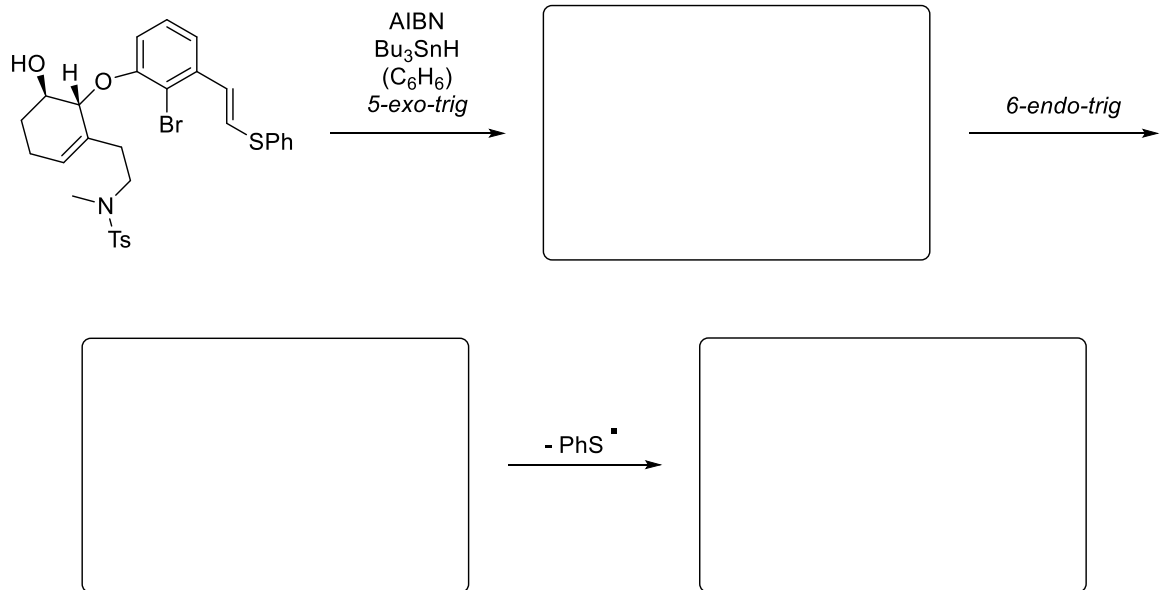 AIBN
Bu₃SnH
(C₆H₆)
5-exo-trig
6-endo-trig
HO
H
O
Br
SPh
N
Ts
- PhS ▪